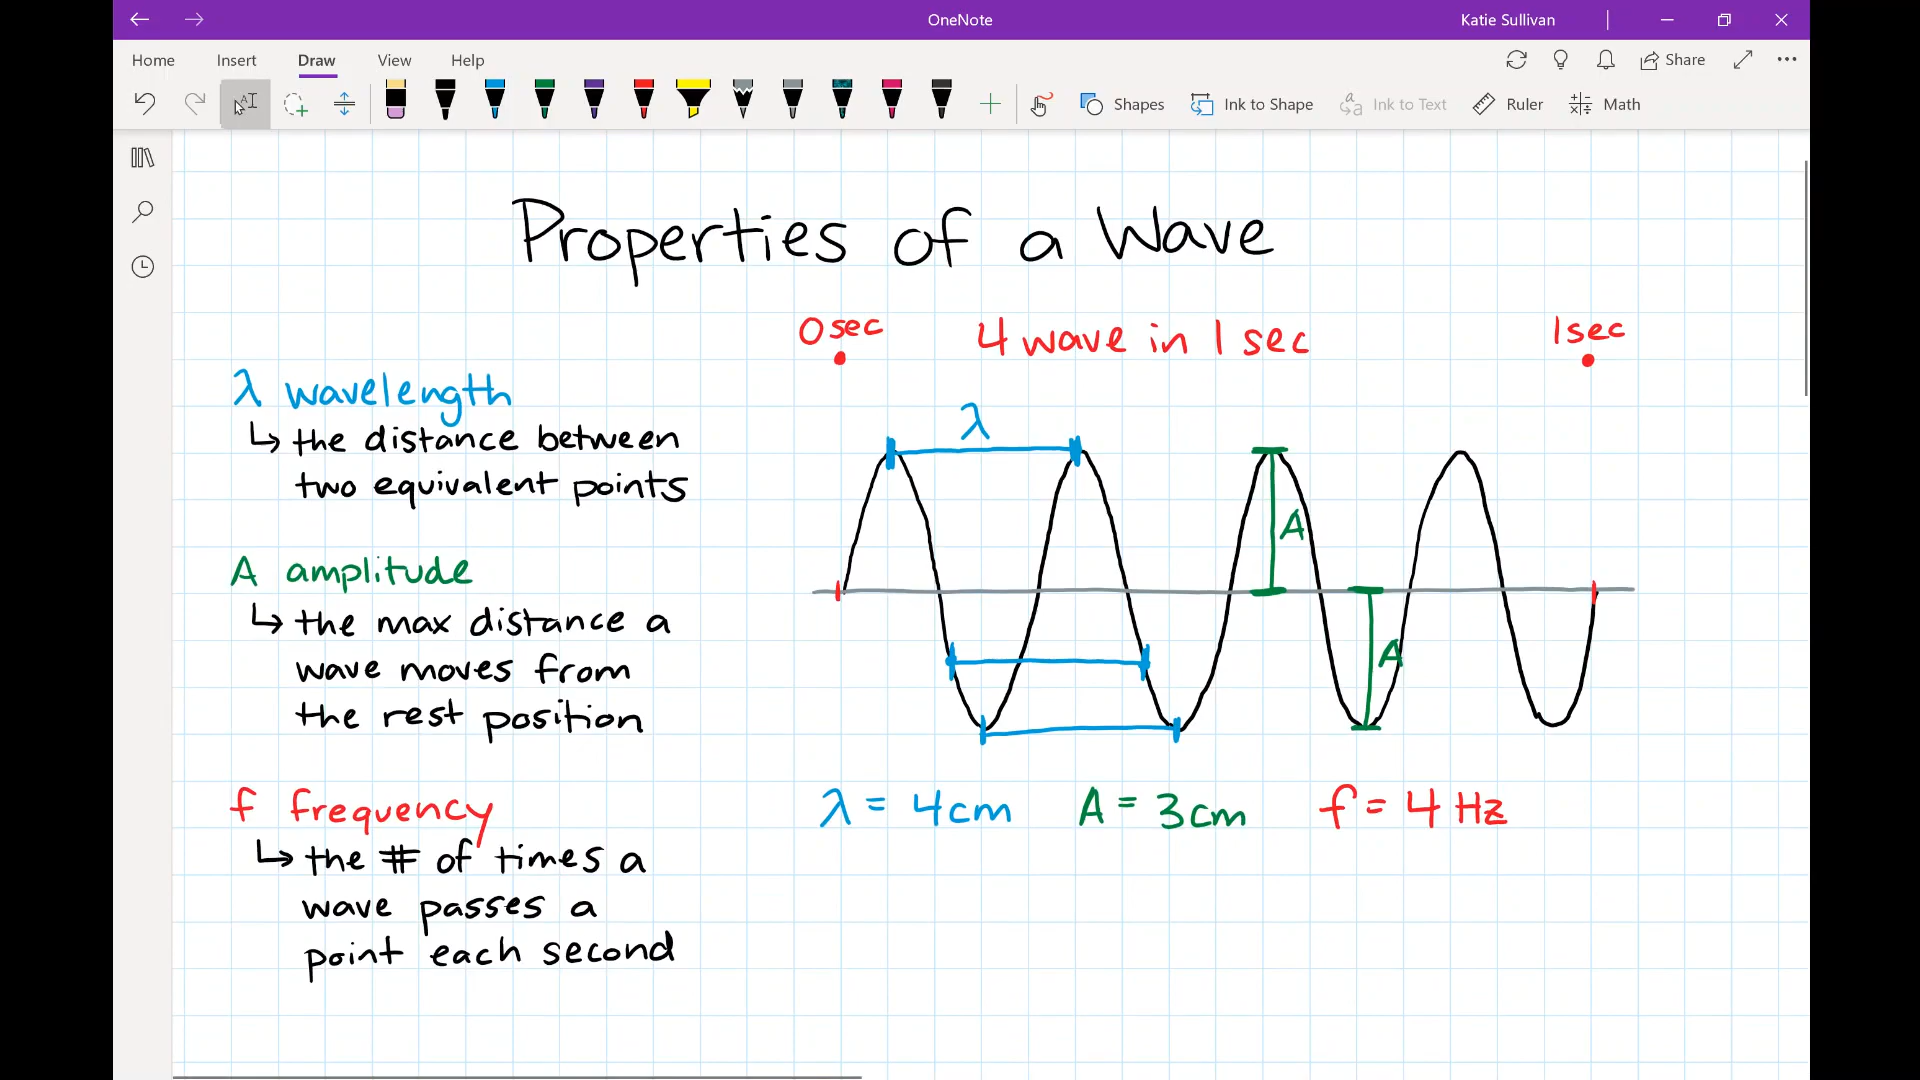 OneNote
Katie Sullivan
Home Insert Draw View Help
Share
Shapes Ink to Shape Ink to Text Ruler Math
Properties of a Wave
0 sec 4 wave in 1 sec 1 sec
λ wavelength
↳ the distance between
two equivalent points
λ
A amplitude
↳ the max distance a
wave moves from
the rest position
A
A
f frequency
↳ the # of times a
wave passes a
point each second
λ = 4cm A = 3cm f = 4 Hz